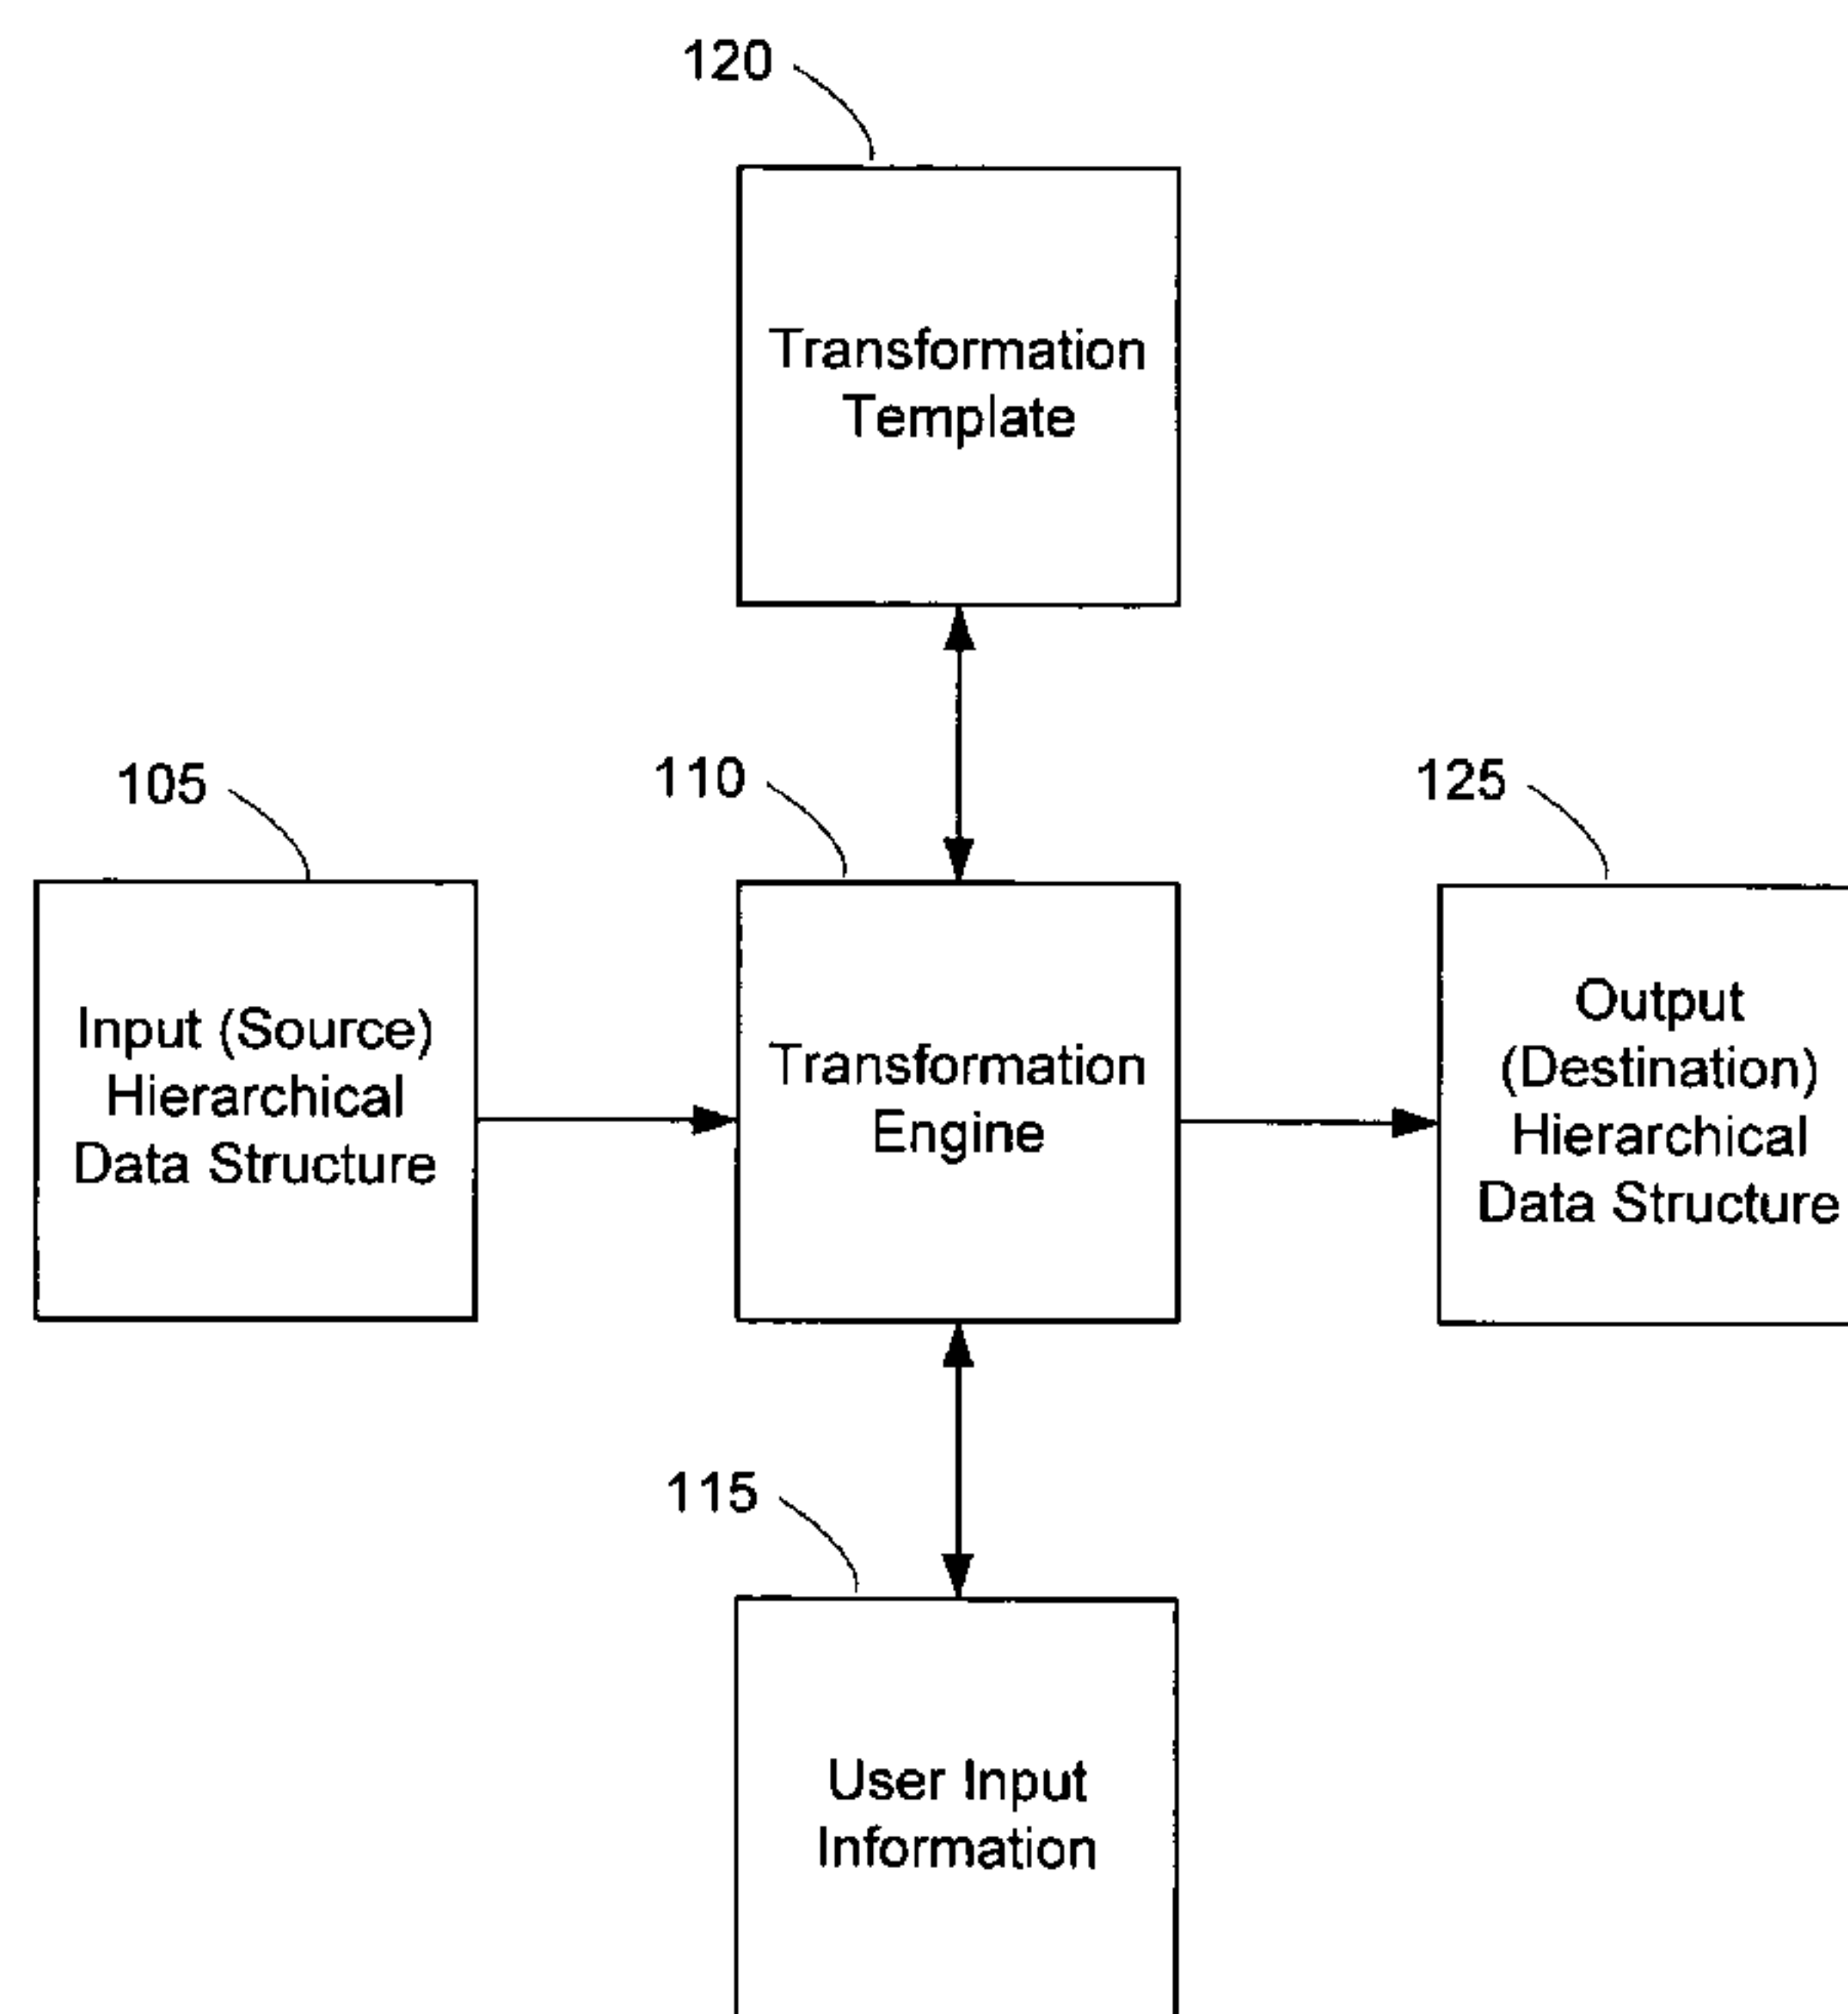 120
Transformation
Template
105
110
125
Input (Source)
Hierarchical
Data Structure
Transformation
Engine
Output
(Destination)
Hierarchical
Data Structure
115
User Input
Information